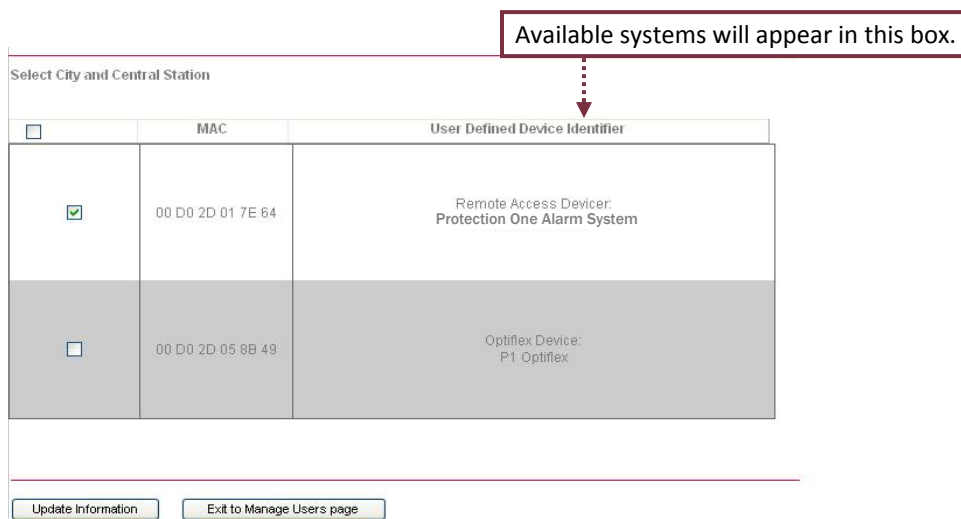 Available systems will appear in this box.
Select City and Central Station
MAC User Defined Device Identifier
00 D0 2D 01 7E 64 Remote Access Devicer:
Protection One Alarm System
00 D0 2D 05 8B 49 Optiflex Device:
P1 Optiflex
Update Information Exit to Manage Users page